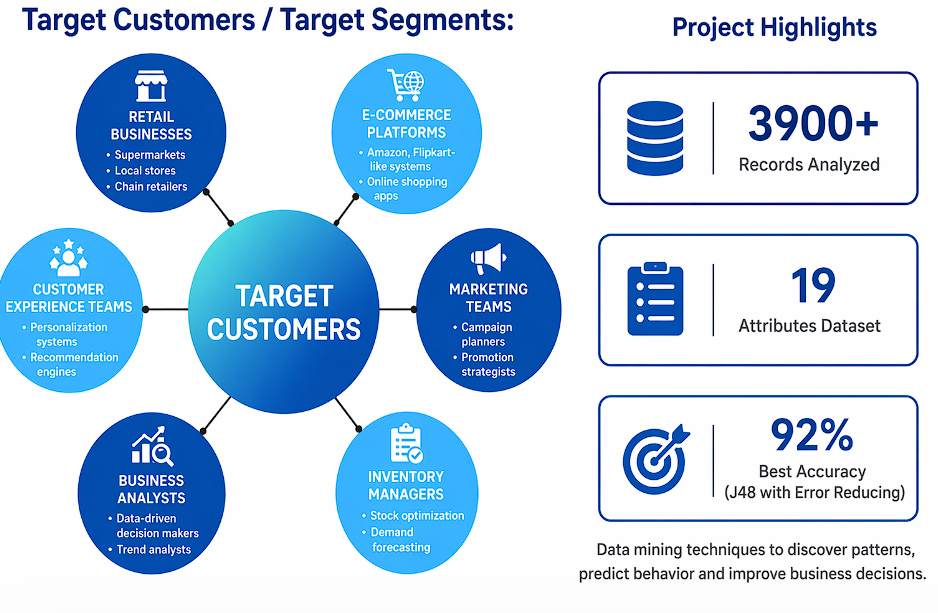 Target Customers / Target Segments:
RETAIL
BUSINESSES
• Supermarkets
• Local stores
• Chain retailers
E-COMMERCE
PLATFORMS
• Amazon, Flipkart-
like systems
• Online shopping
apps
CUSTOMER
EXPERIENCE TEAMS
• Personalization
systems
• Recommendation
engines
TARGET
CUSTOMERS
MARKETING
TEAMS
• Campaign
planners
• Promotion
strategists
BUSINESS
ANALYSTS
• Data-driven
decision makers
• Trend analysts
INVENTORY
MANAGERS
• Stock optimization
• Demand
forecasting
Project Highlights
3900+
Records Analyzed
19
Attributes Dataset
92%
Best Accuracy
(J48 with Error Reducing)
Data mining techniques to discover patterns,
predict behavior and improve business decisions.